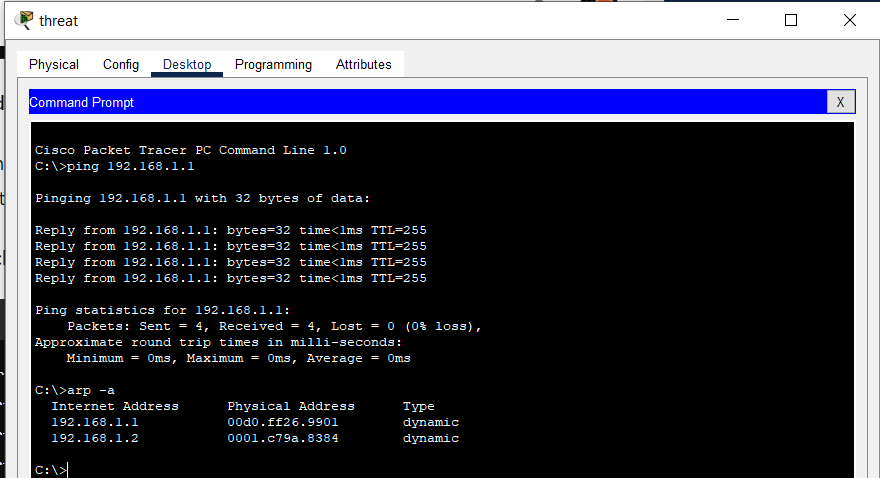 threat
Physical Config Desktop Programming Attributes
Command Prompt X
Cisco Packet Tracer PC Command Line 1.0
C:\>ping 192.168.1.1
Pinging 192.168.1.1 with 32 bytes of data:
Reply from 192.168.1.1: bytes=32 time<1ms TTL=255
Reply from 192.168.1.1: bytes=32 time<1ms TTL=255
Reply from 192.168.1.1: bytes=32 time<1ms TTL=255
Reply from 192.168.1.1: bytes=32 time<1ms TTL=255
Ping statistics for 192.168.1.1:
Packets: Sent = 4, Received = 4, Lost = 0 (0% loss),
Approximate round trip times in milli-seconds:
Minimum = 0ms, Maximum = 0ms, Average = 0ms
C:\>arp -a
Internet Address Physical Address Type
192.168.1.1 00d0.ff26.9901 dynamic
192.168.1.2 0001.c79a.8384 dynamic
C:\>